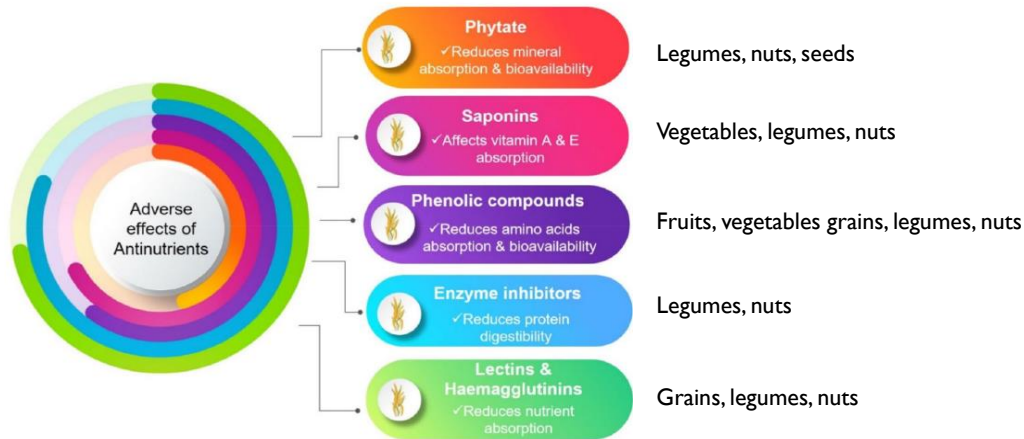 Adverse
effects of
Antinutrients
Phytate
✓Reduces mineral
absorption & bioavailability
Legumes, nuts, seeds
Saponins
✓Affects vitamin A & E
absorption
Vegetables, legumes, nuts
Phenolic compounds
✓Reduces amino acids
absorption & bioavailability
Fruits, vegetables grains, legumes, nuts
Enzyme inhibitors
✓Reduces protein
digestibility
Legumes, nuts
Lectins &
Haemagglutinins
✓Reduces nutrient
absorption
Grains, legumes, nuts